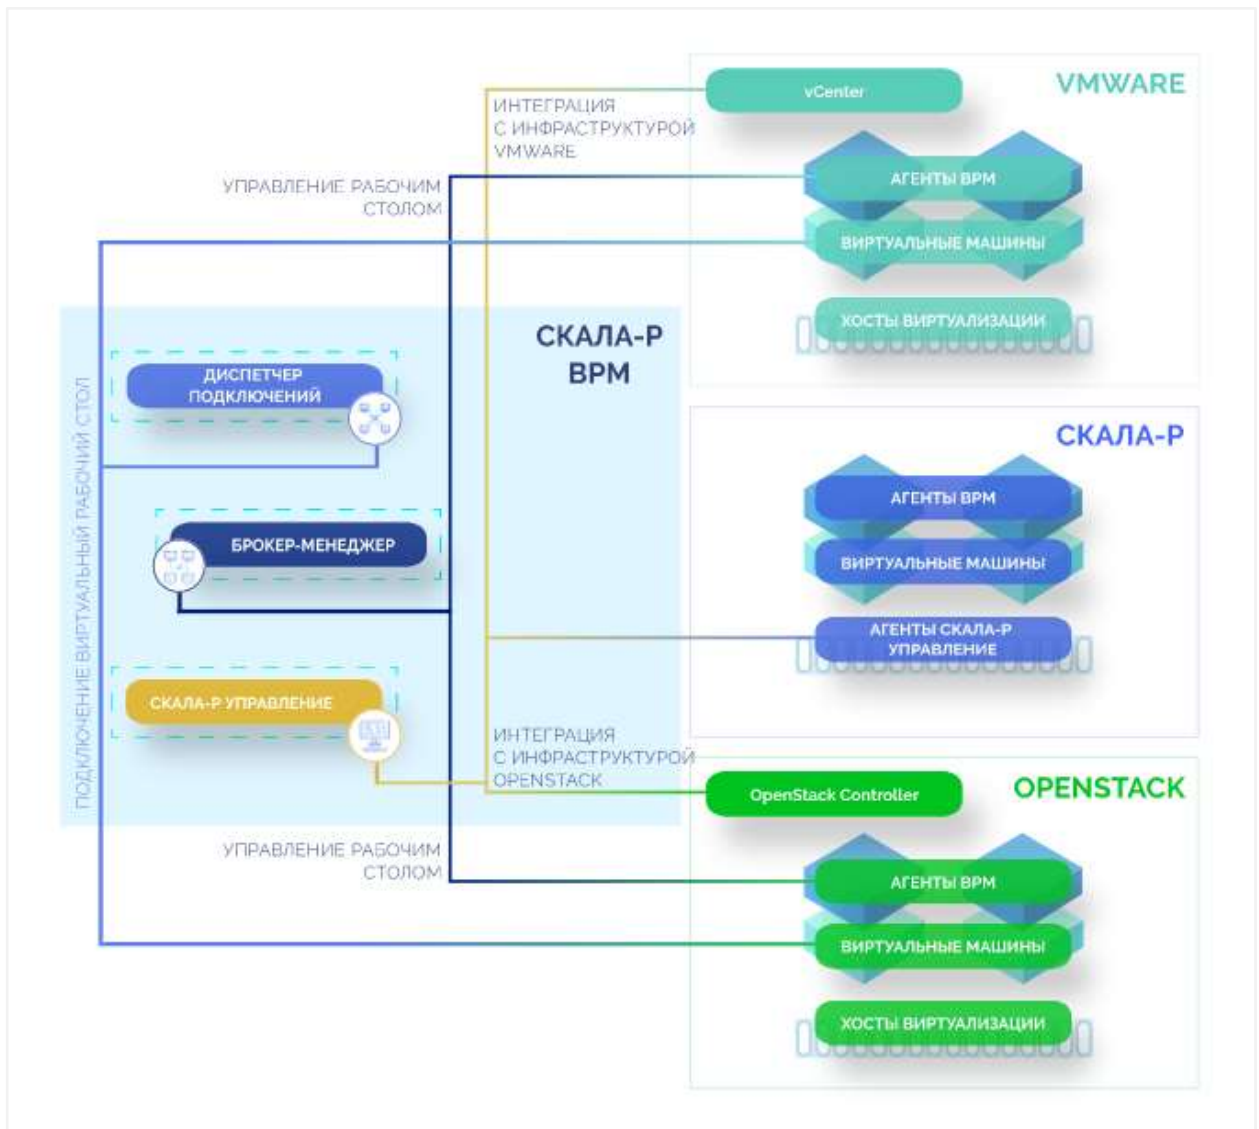 VMWARE
vCenter
ИНТЕГРАЦИЯ
С ИНФРАСТРУКТУРОЙ
VMWARE
УПРАВЛЕНИЕ РАБОЧИМ
СТОЛОМ
АГЕНТЫ ВРМ
ВИРТУАЛЬНЫЕ МАШИНЫ
ХОСТЫ ВИРТУАЛИЗАЦИИ
СКАЛА-Р
ВРМ
ДИСПЕТЧЕР
ПОДКЛЮЧЕНИЙ
ПОДКЛЮЧЕНИЕ ВИРТУАЛЬНЫЙ РАБОЧИЙ СТОЛ
БРОКЕР-МЕНЕДЖЕР
СКАЛА-Р УПРАВЛЕНИЕ
СКАЛА-Р
АГЕНТЫ ВРМ
ВИРТУАЛЬНЫЕ МАШИНЫ
АГЕНТЫ СКАЛА-Р
УПРАВЛЕНИЕ
ИНТЕГРАЦИЯ
С ИНФРАСТРУКТУРОЙ
OPENSTACK
OPENSTACK
OpenStack Controller
УПРАВЛЕНИЕ РАБОЧИМ
СТОЛОМ
АГЕНТЫ ВРМ
ВИРТУАЛЬНЫЕ МАШИНЫ
ХОСТЫ ВИРТУАЛИЗАЦИИ